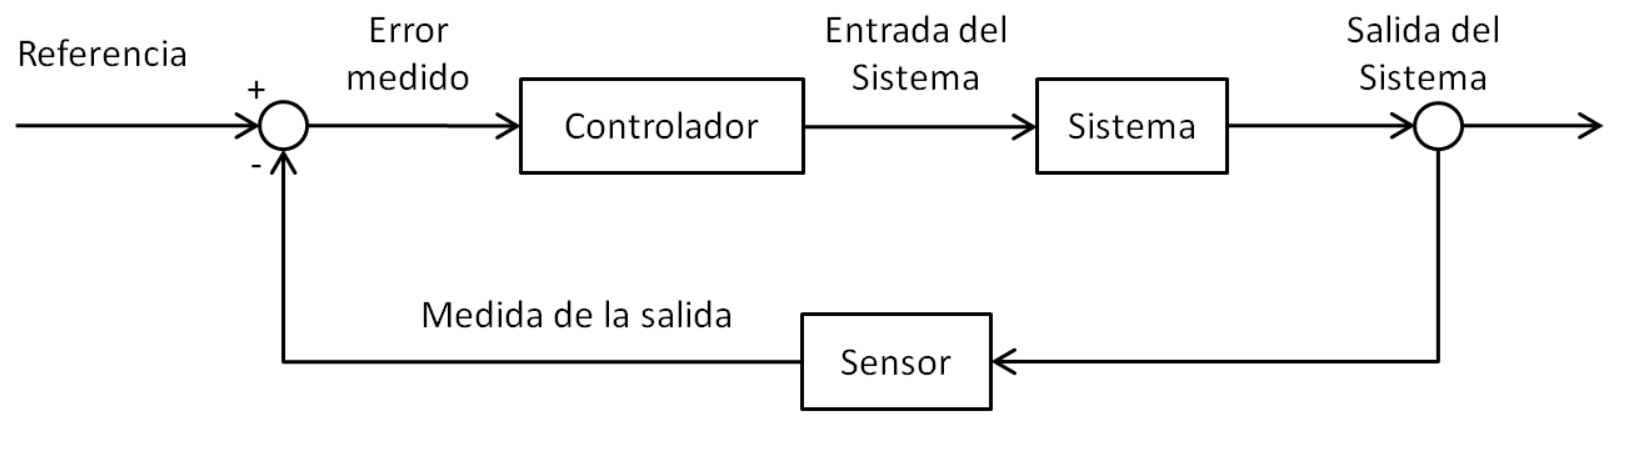 Referencia
Error
medido
Entrada del
Sistema
Salida del
Sistema
+
-
Controlador
Sistema
Medida de la salida
Sensor